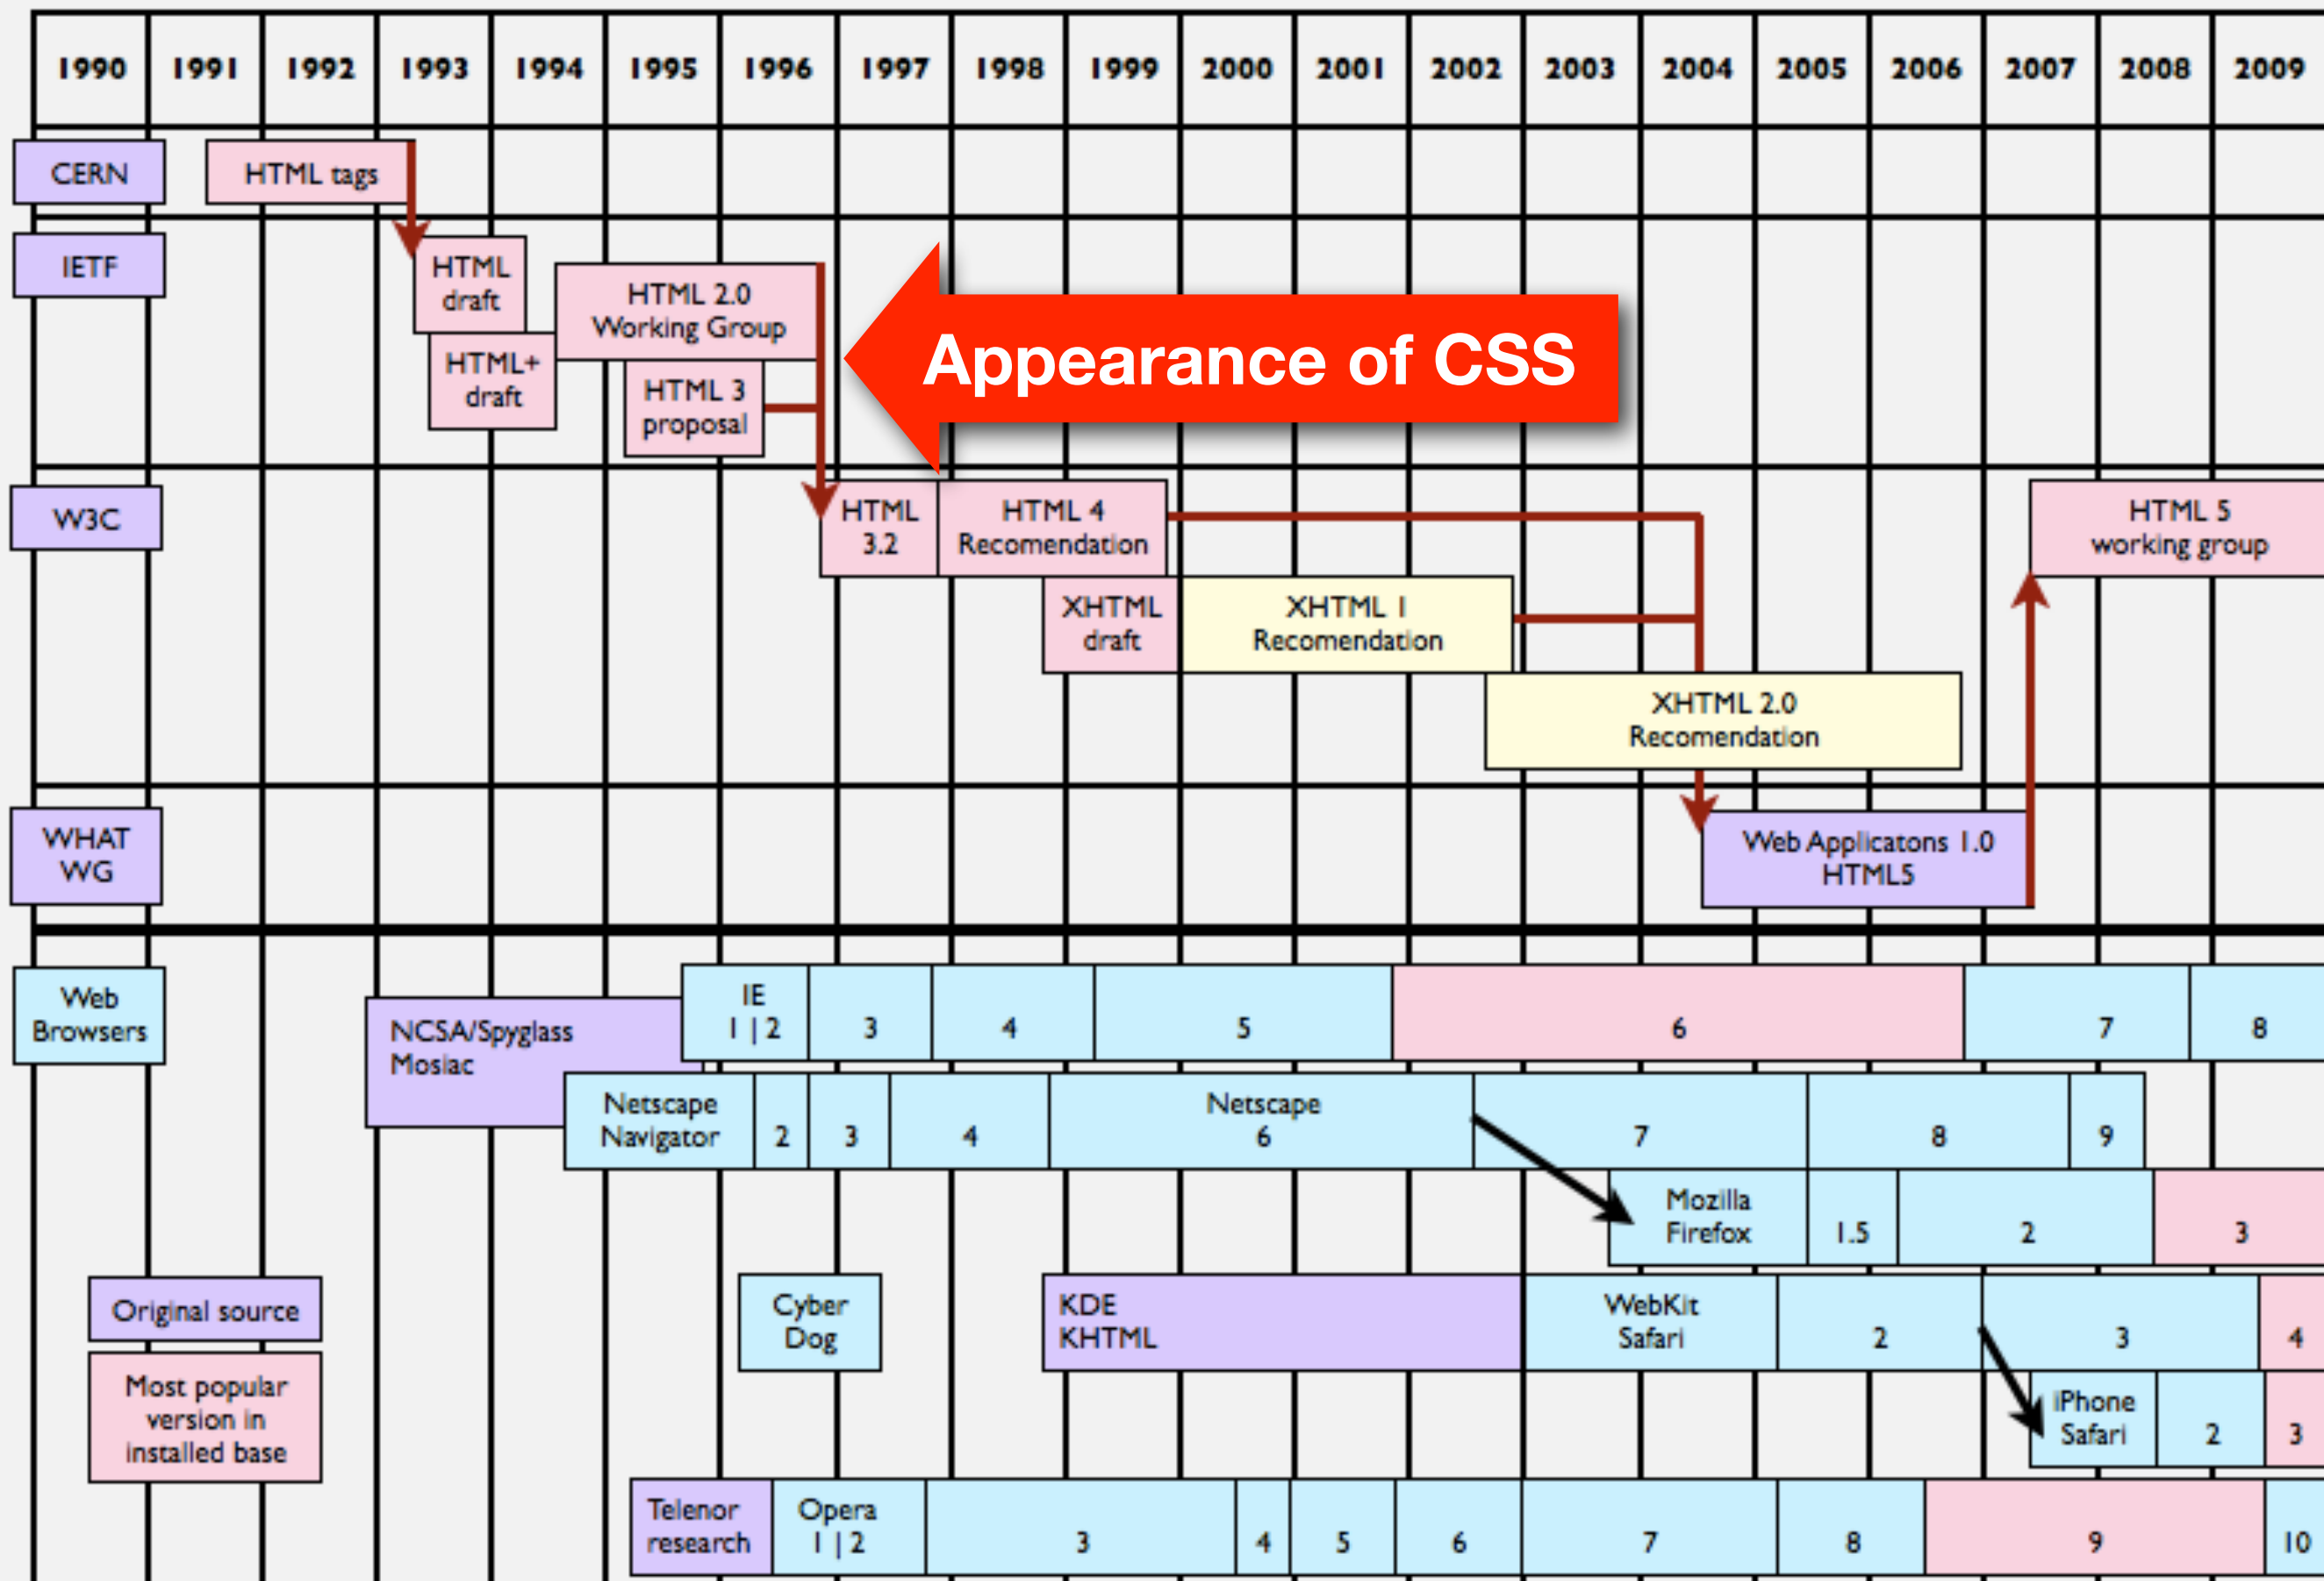 1990 1991 1992 1993 1994 1995 1996 1997 1998 1999 2000 2001 2002 2003 2004 2005 2006 2007 2008 2009
CERN
HTML tags
IETF
HTML
draft
HTML+
draft
HTML 2.0
Working Group
HTML 3
proposal
Appearance of CSS
W3C
HTML
3.2
HTML 4
Recomendation
XHTML
draft
XHTML 1
Recomendation
XHTML 2.0
Recomendation
HTML 5
working group
WHAT
WG
Web Applicatons 1.0
HTML5
Web
Browsers
NCSA/Spyglass
Mosiac
IE
1 | 2
3
4
5
6
7
8
Netscape
Navigator
2
3
4
Netscape
6
7
8
9
Mozilla
Firefox
1.5
2
3
Original source
Most popular
version in
installed base
Cyber
Dog
KDE
KHTML
WebKit
Safari
2
3
4
iPhone
Safari
2
3
Telenor
research
Opera
1 | 2
3
4
5
6
7
8
9
10